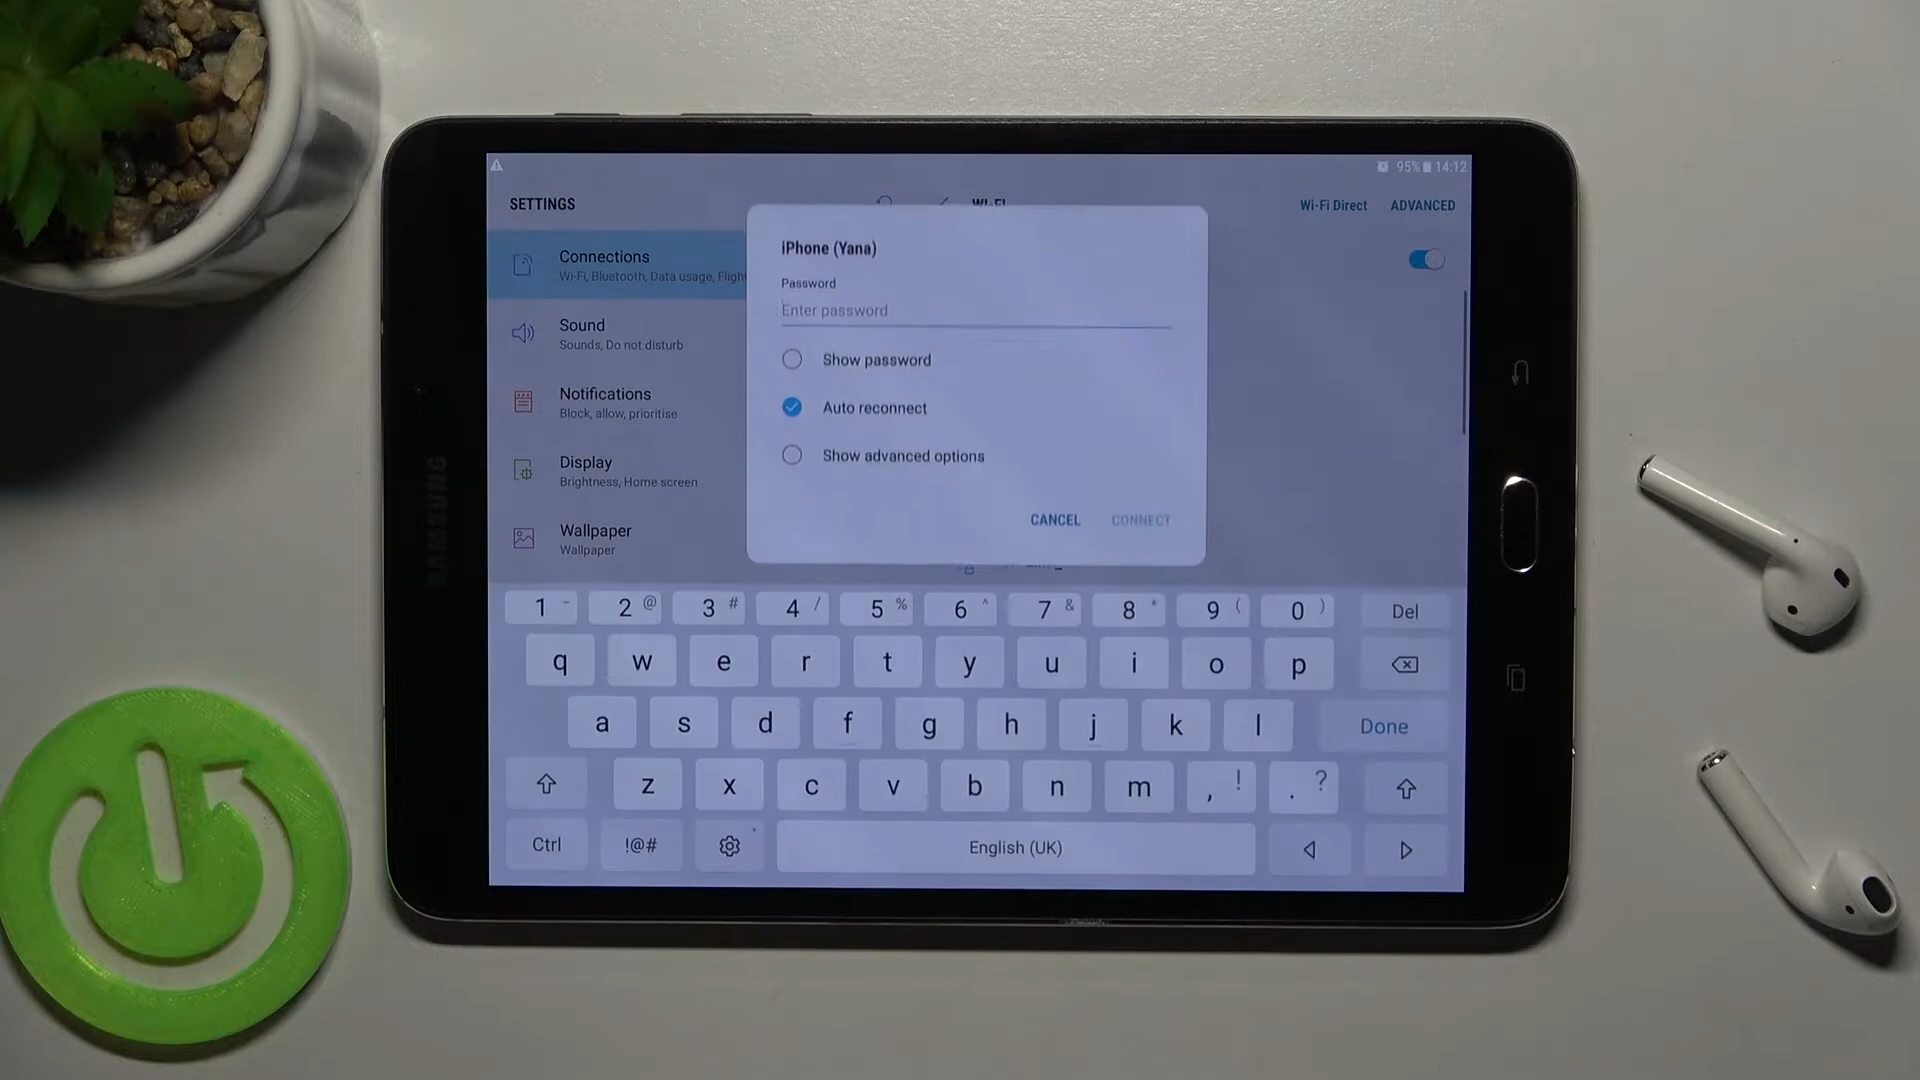 95% 14:12
SETTINGS
WI-FI
Wi-Fi Direct ADVANCED
Connections
Wi-Fi, Bluetooth, Data usage, Fligh
Sound
Sounds, Do not disturb
Notifications
Block, allow, prioritise
Display
Brightness, Home screen
Wallpaper
Wallpaper
iPhone (Yana)
Password
Enter password
Show password
Auto reconnect
Show advanced options
CANCEL CONNECT
SAMSUNG
1 - 2 @ 3 # 4 / 5 % 6 ^ 7 & 8 * 9 ( 0 ) Del
q w e r t y u i o p
a s d f g h j k l Done
z x c v b n m , ! . ?
Ctrl !@# English (UK)